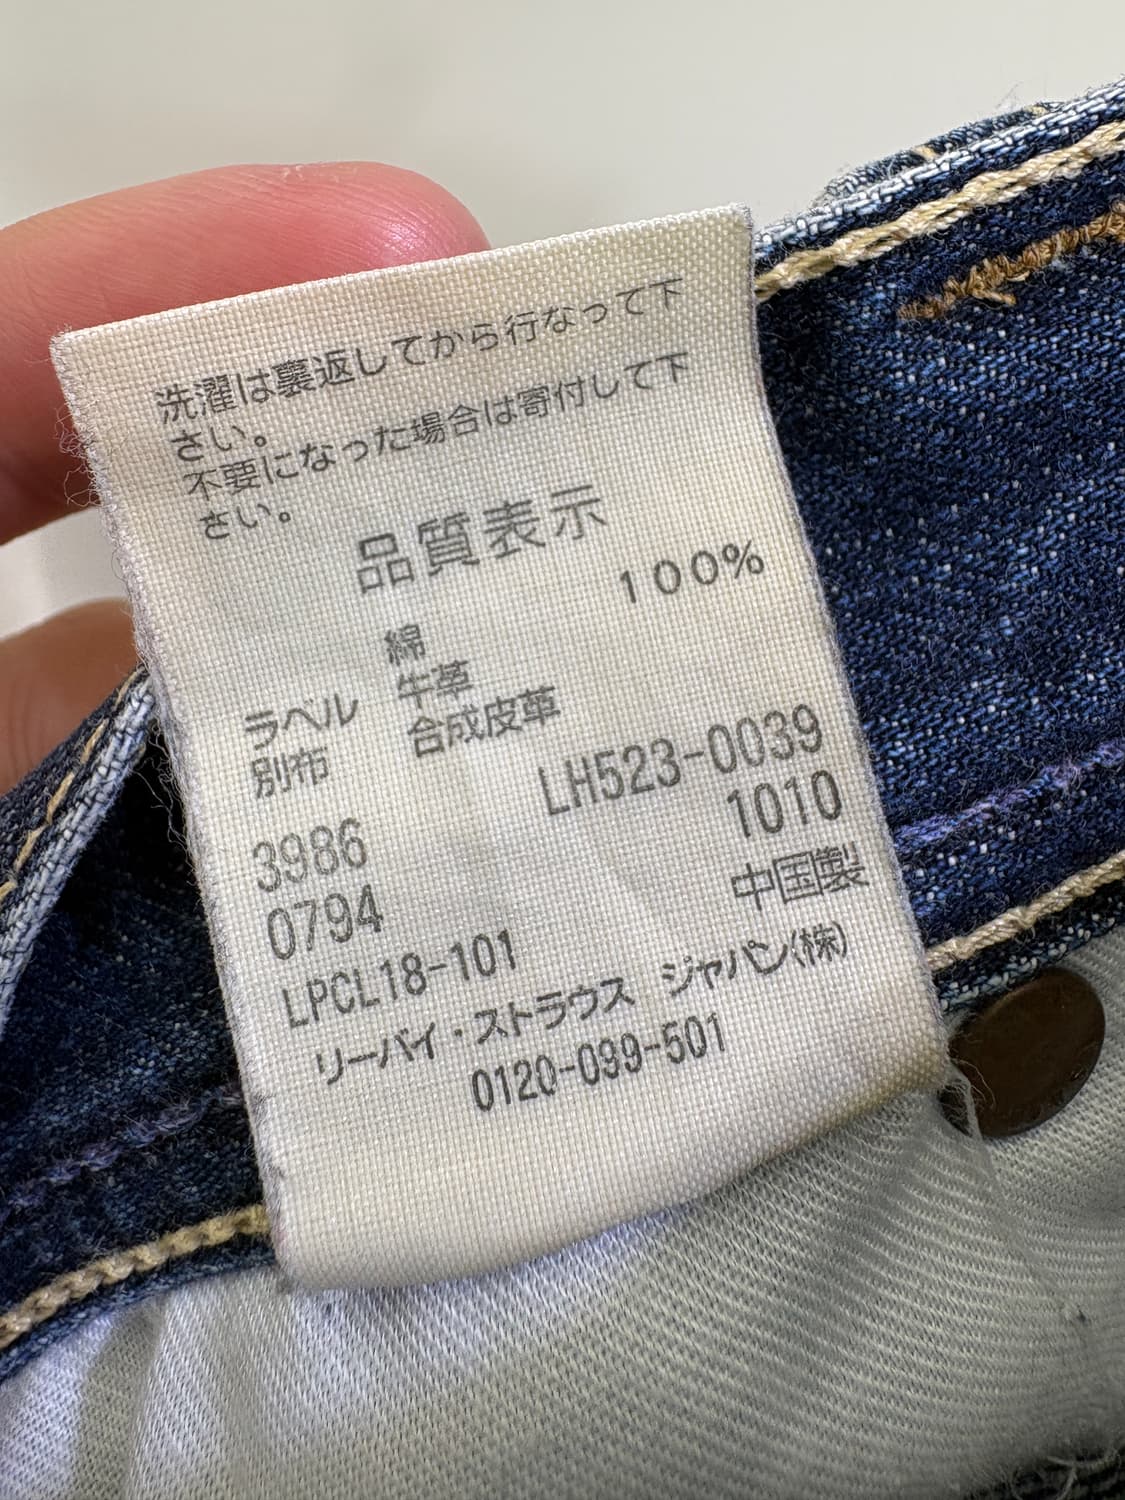 洗濯は裏返してから行なって下
さい。
不要になった場合は寄付して下
さい。
品質表示
綿 100%
ラベル 牛革
別布 合成皮革
LH523-0039
3986 1010
0794 中国製
LPCL18-101
リーバイ・ストラウス ジャパン(株)
0120-099-501